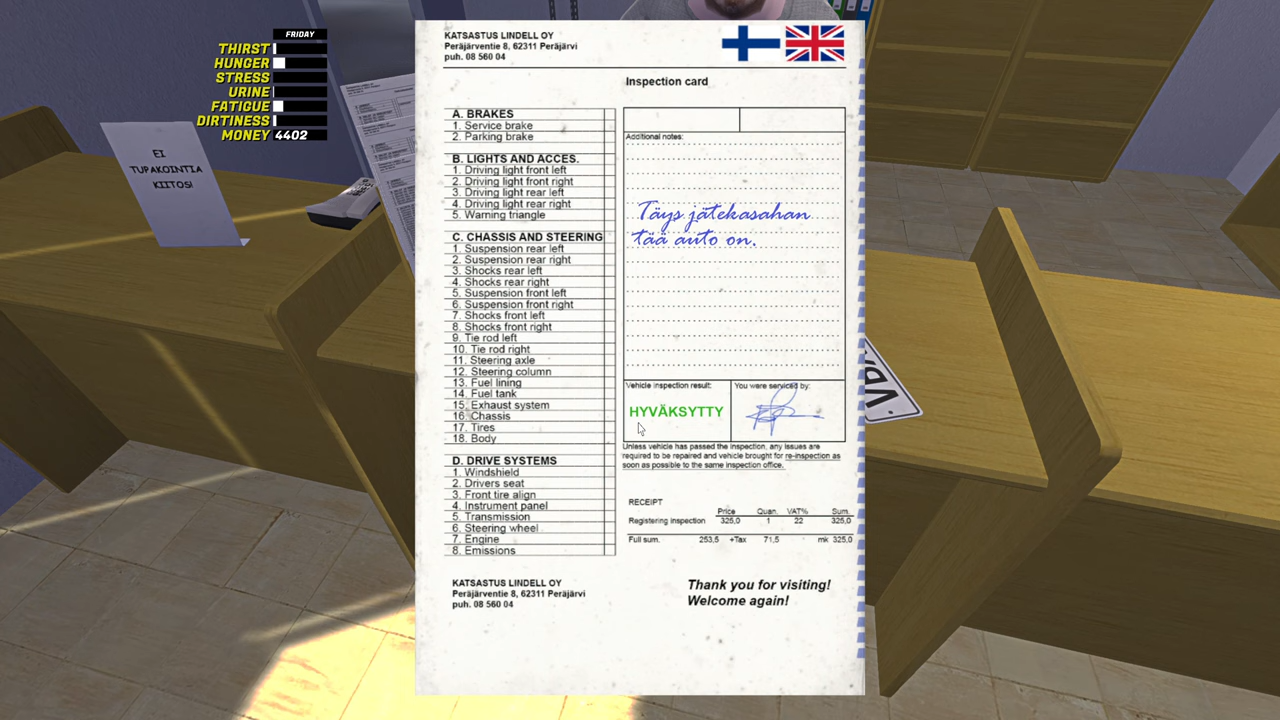 FRIDAY
THIRST
HUNGER
STRESS
URINE
FATIGUE
DIRTINESS
MONEY 4402
EI
TUPAKOINTIA
KIITOS!
KATSASTUS LINDELL OY
Peräjärventie 8, 62311 Peräjärvi
puh. 08 560 04
Inspection card
A. BRAKES
1. Service brake
2. Parking brake
B. LIGHTS AND ACCES.
1. Driving light front left
2. Driving light front right
3. Driving light rear left
4. Driving light rear right
5. Warning triangle
C. CHASSIS AND STEERING
1. Suspension rear left
2. Suspension rear right
3. Shocks rear left
4. Shocks rear right
5. Suspension front left
6. Suspension front right
7. Shocks front left
8. Shocks front right
9. Tie rod left
10. Tie rod right
11. Steering axle
12. Steering column
13. Fuel lining
14. Fuel tank
15. Exhaust system
16. Chassis
17. Tires
18. Body
D. DRIVE SYSTEMS
1. Windshield
2. Drivers seat
3. Front tire align
4. Instrument panel
5. Transmission
6. Steering wheel
7. Engine
8. Emissions
Additional notes:
Täys jätekasahan
tää auto on.
Vehicle inspection result:
HYVÄKSYTTY
You were serviced by:
Unless vehicle has passed the inspection, any issues are
required to be repaired and vehicle brought for re-inspection as
soon as possible to the same inspection office.
RECEIPT
Price Quan. VAT% Sum.
Registering inspection 325,0 1 22 325,0
Full sum. 253,5 +Tax 71,5 mk 325,0
KATSASTUS LINDELL OY
Peräjärventie 8, 62311 Peräjärvi
puh. 08 560 04
Thank you for visiting!
Welcome again!